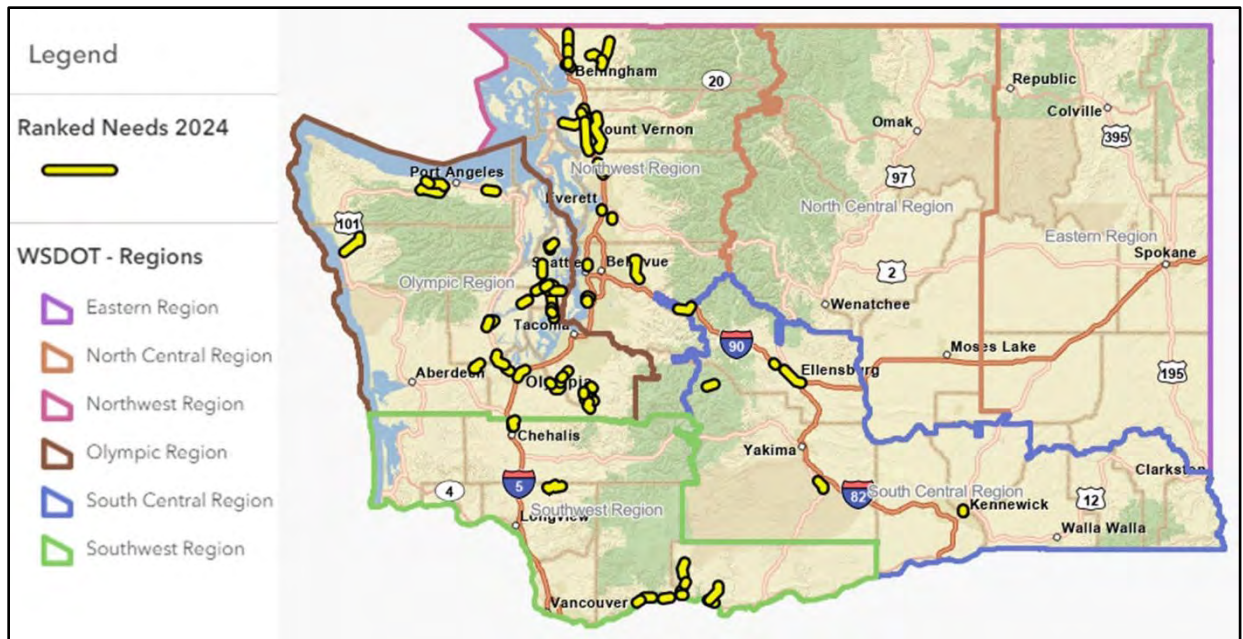 Legend
Ranked Needs 2024
WSDOT - Regions
Eastern Region
North Central Region
Northwest Region
Olympic Region
South Central Region
Southwest Region
Bellingham
20
Republic
Colville
Omak
395
ount Vernon
Northwest Region
Port Angeles
97
North Central Region
Everett
101
Eastern Region
Spokane
Seattle
Bellevue
2
Olympic Region
Wenatchee
Tacoma
90
Moses Lake
Aberdeen
Olympia
Ellensburg
195
Chehalis
Yakima
Clarkston
4
5
82
South Central Region
12
Southwest Region
Kennewick
Longview
Walla Walla
Vancouver